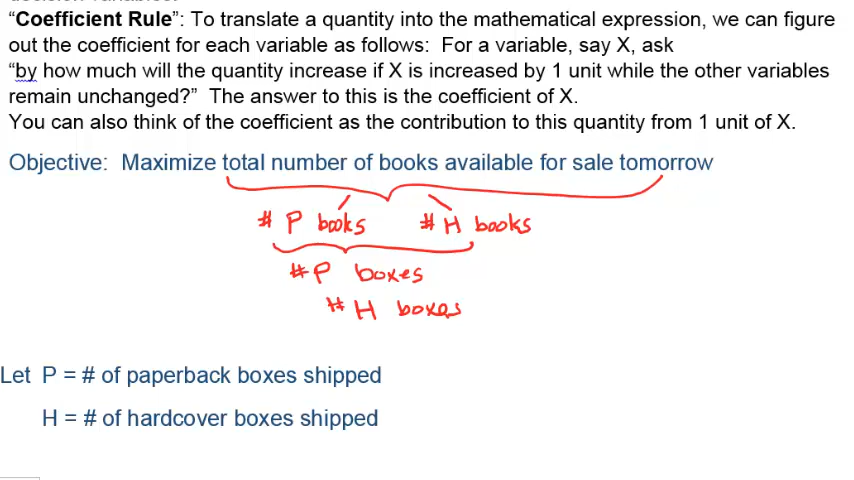 “Coefficient Rule”: To translate a quantity into the mathematical expression, we can figure
out the coefficient for each variable as follows: For a variable, say X, ask
“by how much will the quantity increase if X is increased by 1 unit while the other variables
remain unchanged?” The answer to this is the coefficient of X.
You can also think of the coefficient as the contribution to this quantity from 1 unit of X.
Objective: Maximize total number of books available for sale tomorrow
# P books # H books
# P boxes
# H boxes
Let P = # of paperback boxes shipped
H = # of hardcover boxes shipped